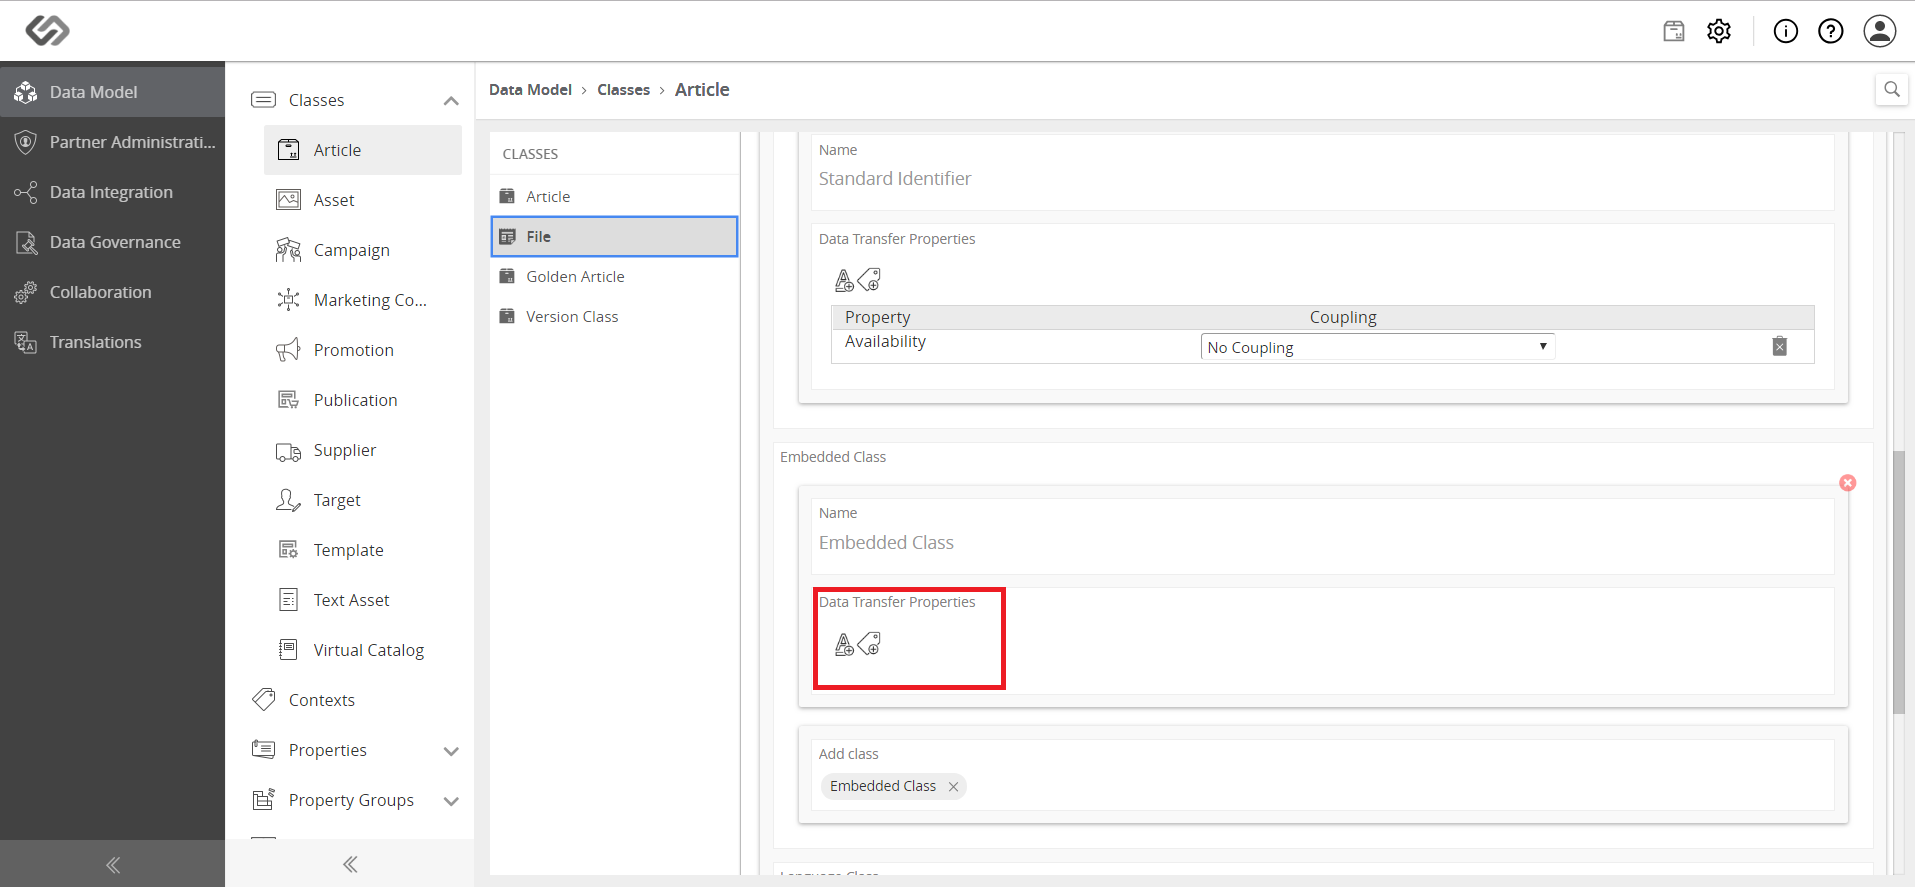 Data Model
Partner Administrati...
Data Integration
Data Governance
Collaboration
Translations
Classes
Article
Asset
Campaign
Marketing Co...
Promotion
Publication
Supplier
Target
Template
Text Asset
Virtual Catalog
Contexts
Properties
Property Groups
Data Model > Classes > Article
CLASSES
Article
File
Golden Article
Version Class
Name
Standard Identifier
Data Transfer Properties
Property Coupling
Availability No Coupling
Embedded Class
Name
Embedded Class
Data Transfer Properties
Add class
Embedded Class